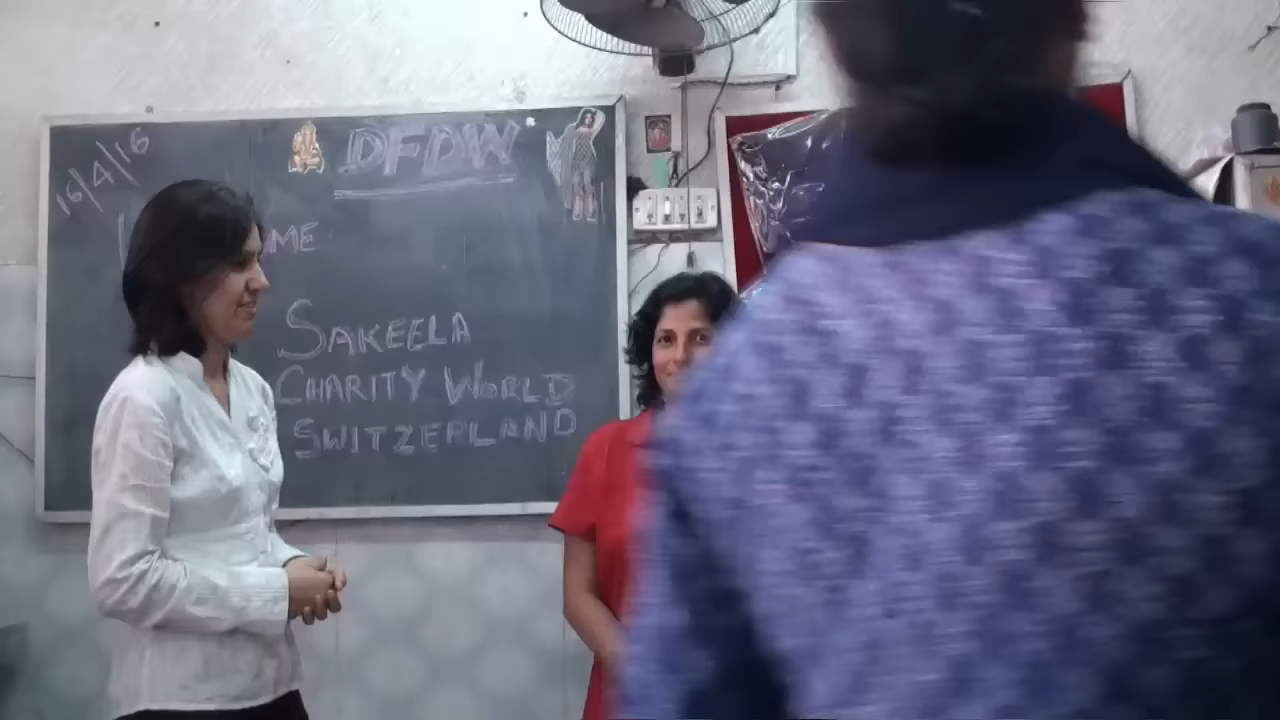 16/4/16
DFDW
ME
SAKEELA
CHARITY WORLD
SWITZERLAND